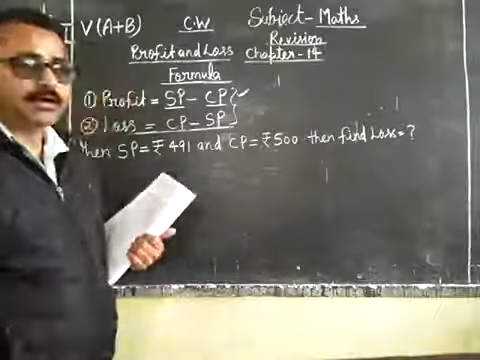 V(A+B) C.W Subject - Maths
Revision
Profit and Loss Chapter - 14
Formula
① Profit = SP - CP
② Loss = CP - SP
then SP = ₹ 491 and CP = ₹ 500 then find Loss = ?